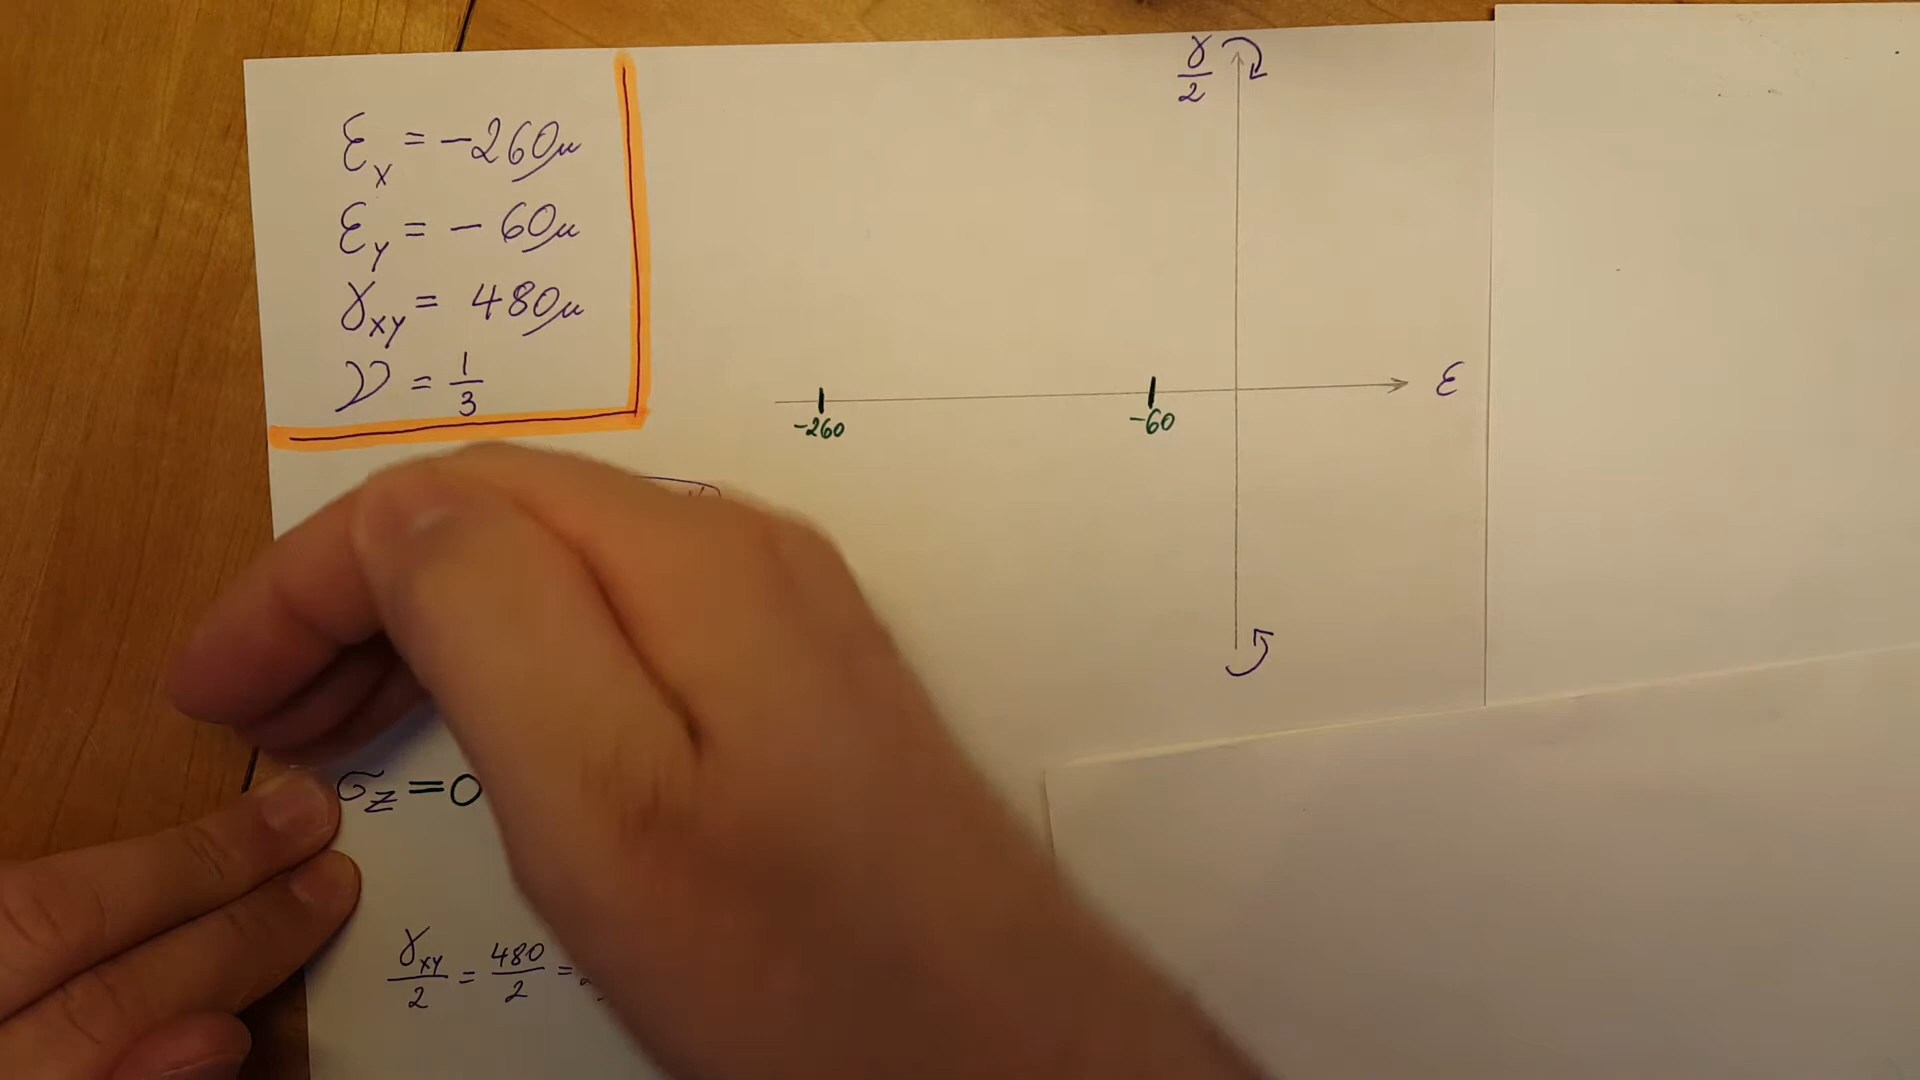 εx = -260μ
εy = - 60μ
γxy = 480μ
ν = 1/3
γ/2
ε
-260
-60
σz = 0
γxy/2 = 480/2 =